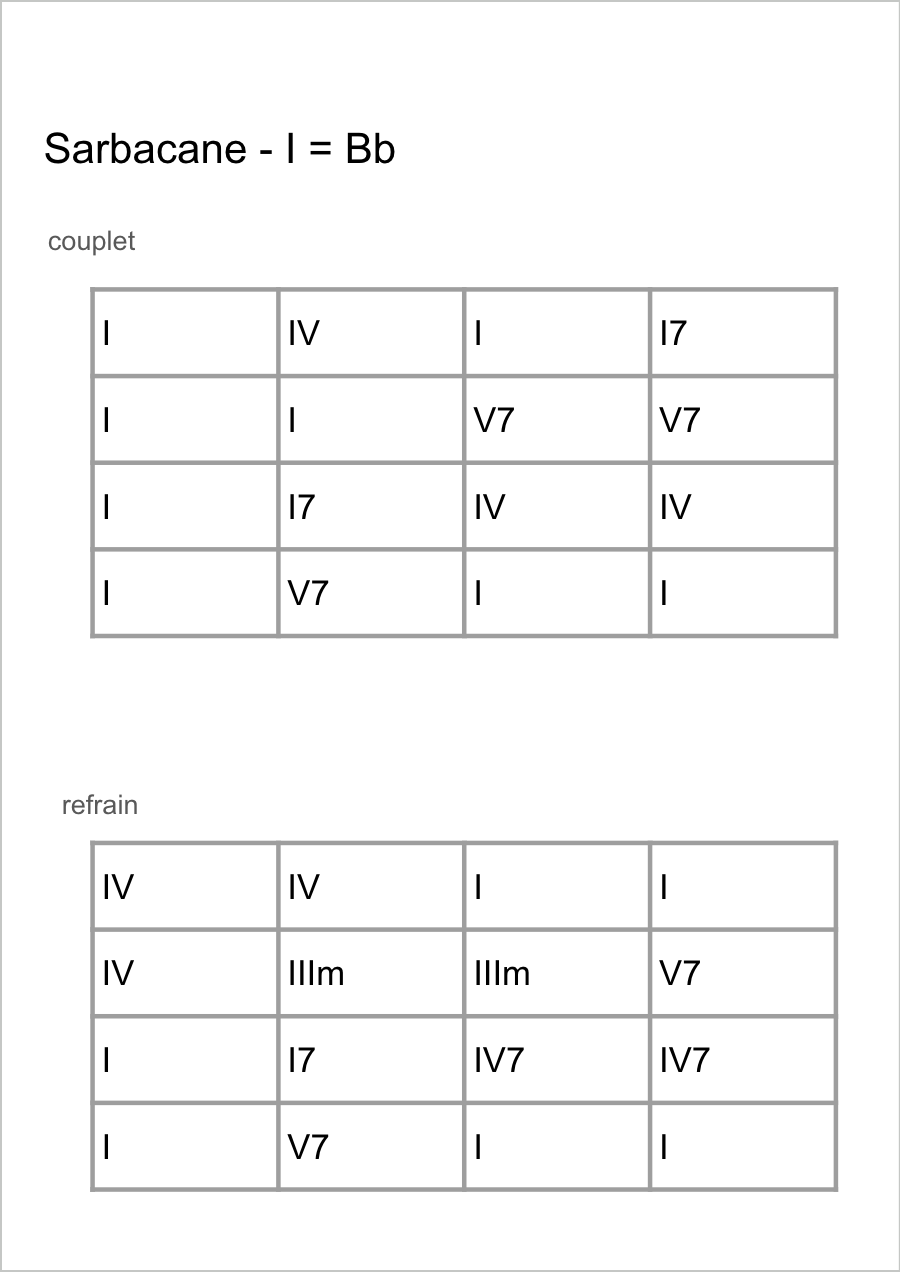 Sarbacane - I = Bb
couplet
I IV I I7
I I V7 V7
I I7 IV IV
I V7 I I
refrain
IV IV I I
IV IIIm IIIm V7
I I7 IV7 IV7
I V7 I I